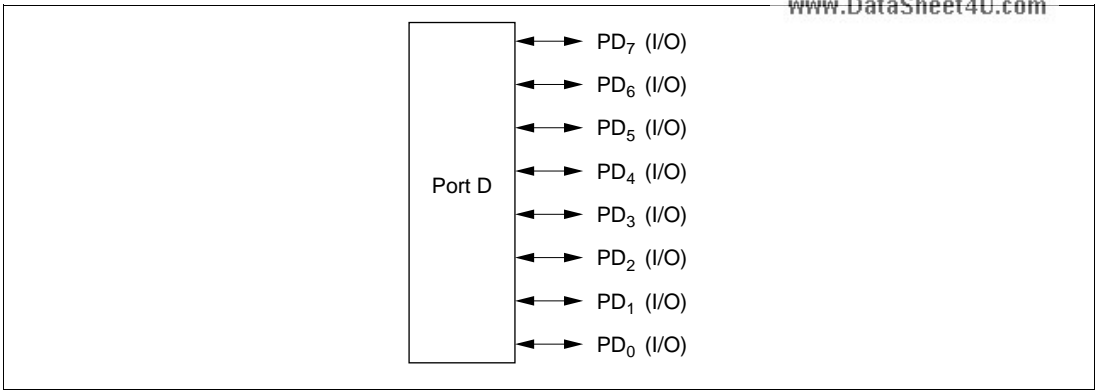 www.DataSheet4U.com
PD₇ (I/O)
PD₆ (I/O)
PD₅ (I/O)
PD₄ (I/O)
Port D
PD₃ (I/O)
PD₂ (I/O)
PD₁ (I/O)
PD₀ (I/O)